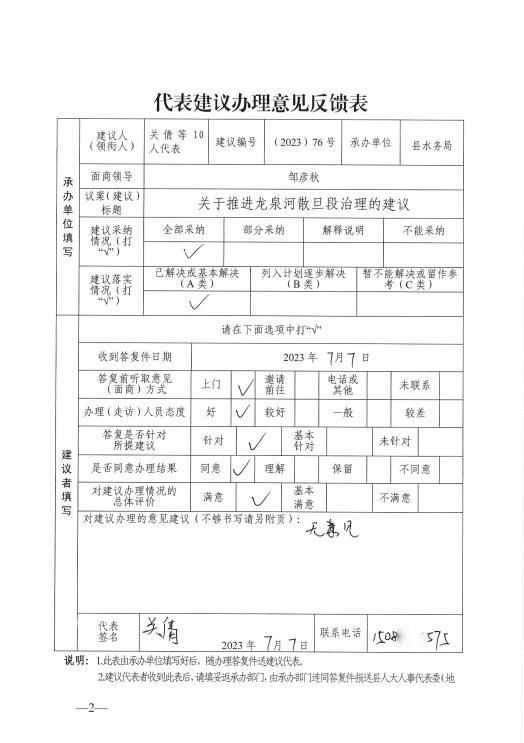 代表建议办理意见反馈表
承办单位填写
建议人（领衔人） 关倩等10人代表 建议编号 （2023）76号 承办单位 县水务局
面商领导 邹彦秋
议案（建议）标题 关于推进龙泉河散旦段治理的建议
建议采纳情况（打“√”） 全部采纳 部分采纳 解释说明 不能采纳
√
建议落实情况（打“√”） 已解决或基本解决（A类） 列入计划逐步解决（B类） 暂不能解决或留作参考（C类）
√
建议者填写
请在下面选项中打“√”
收到答复件日期 2023年7月7日
答复前听取意见（面商）方式 上门 √ 邀请前往 电话或其他 未联系
办理（走访）人员态度 好 √ 较好 一般 较差
答复是否针对所提建议 针对 √ 基本针对 未针对
是否同意办理结果 同意 √ 理解 保留 不同意
对建议办理情况的总体评价 满意 √ 基本满意 不满意
对建议办理的意见建议（不够书写请另附页）：
无意见
代表签名 关倩 2023年7月7日 联系电话 1508 575
说明：1.此表由承办单位填写好后，随办理答复件送建议代表。
2.建议代表者收到此表后，请填妥返承办部门，由承办部门连同答复件报送县人大人事代表委（地
—2—